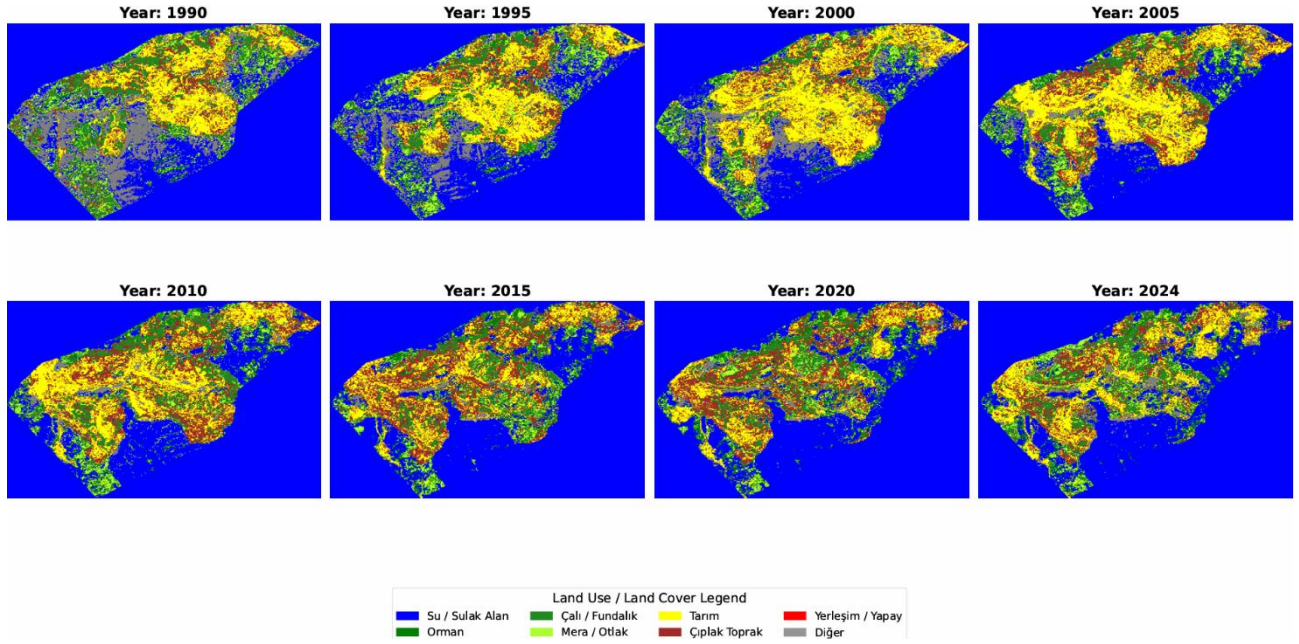 Year: 1990 Year: 1995 Year: 2000 Year: 2005
Year: 2010 Year: 2015 Year: 2020 Year: 2024
Land Use / Land Cover Legend
Su / Sulak Alan Çalı / Fundalık Tarım Yerleşim / Yapay
Orman Mera / Otlak Çıplak Toprak Diğer